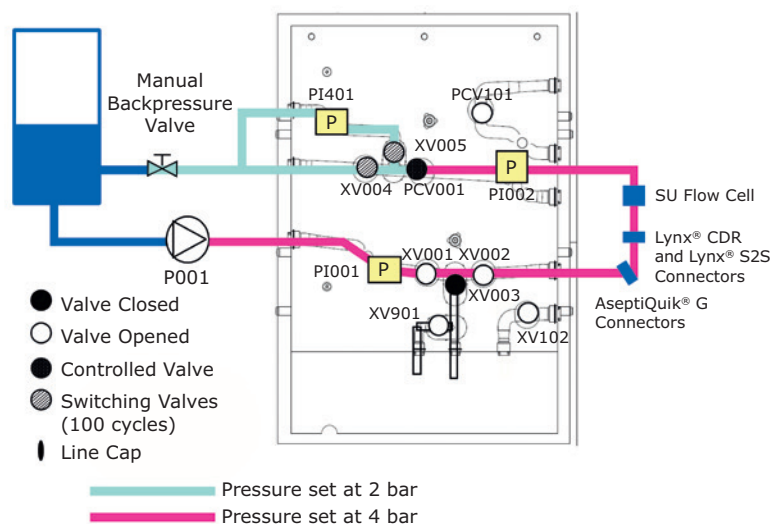 Manual
Backpressure
Valve
PI401
P
PCV101
XV005
XV004
PCV001
P
PI002
SU Flow Cell
Lynx® CDR
and Lynx® S2S
Connectors
AseptiQuik® G
Connectors
P001
PI001
P
XV001
XV002
XV003
XV901
XV102
Valve Closed
Valve Opened
Controlled Valve
Switching Valves
(100 cycles)
Line Cap
Pressure set at 2 bar
Pressure set at 4 bar